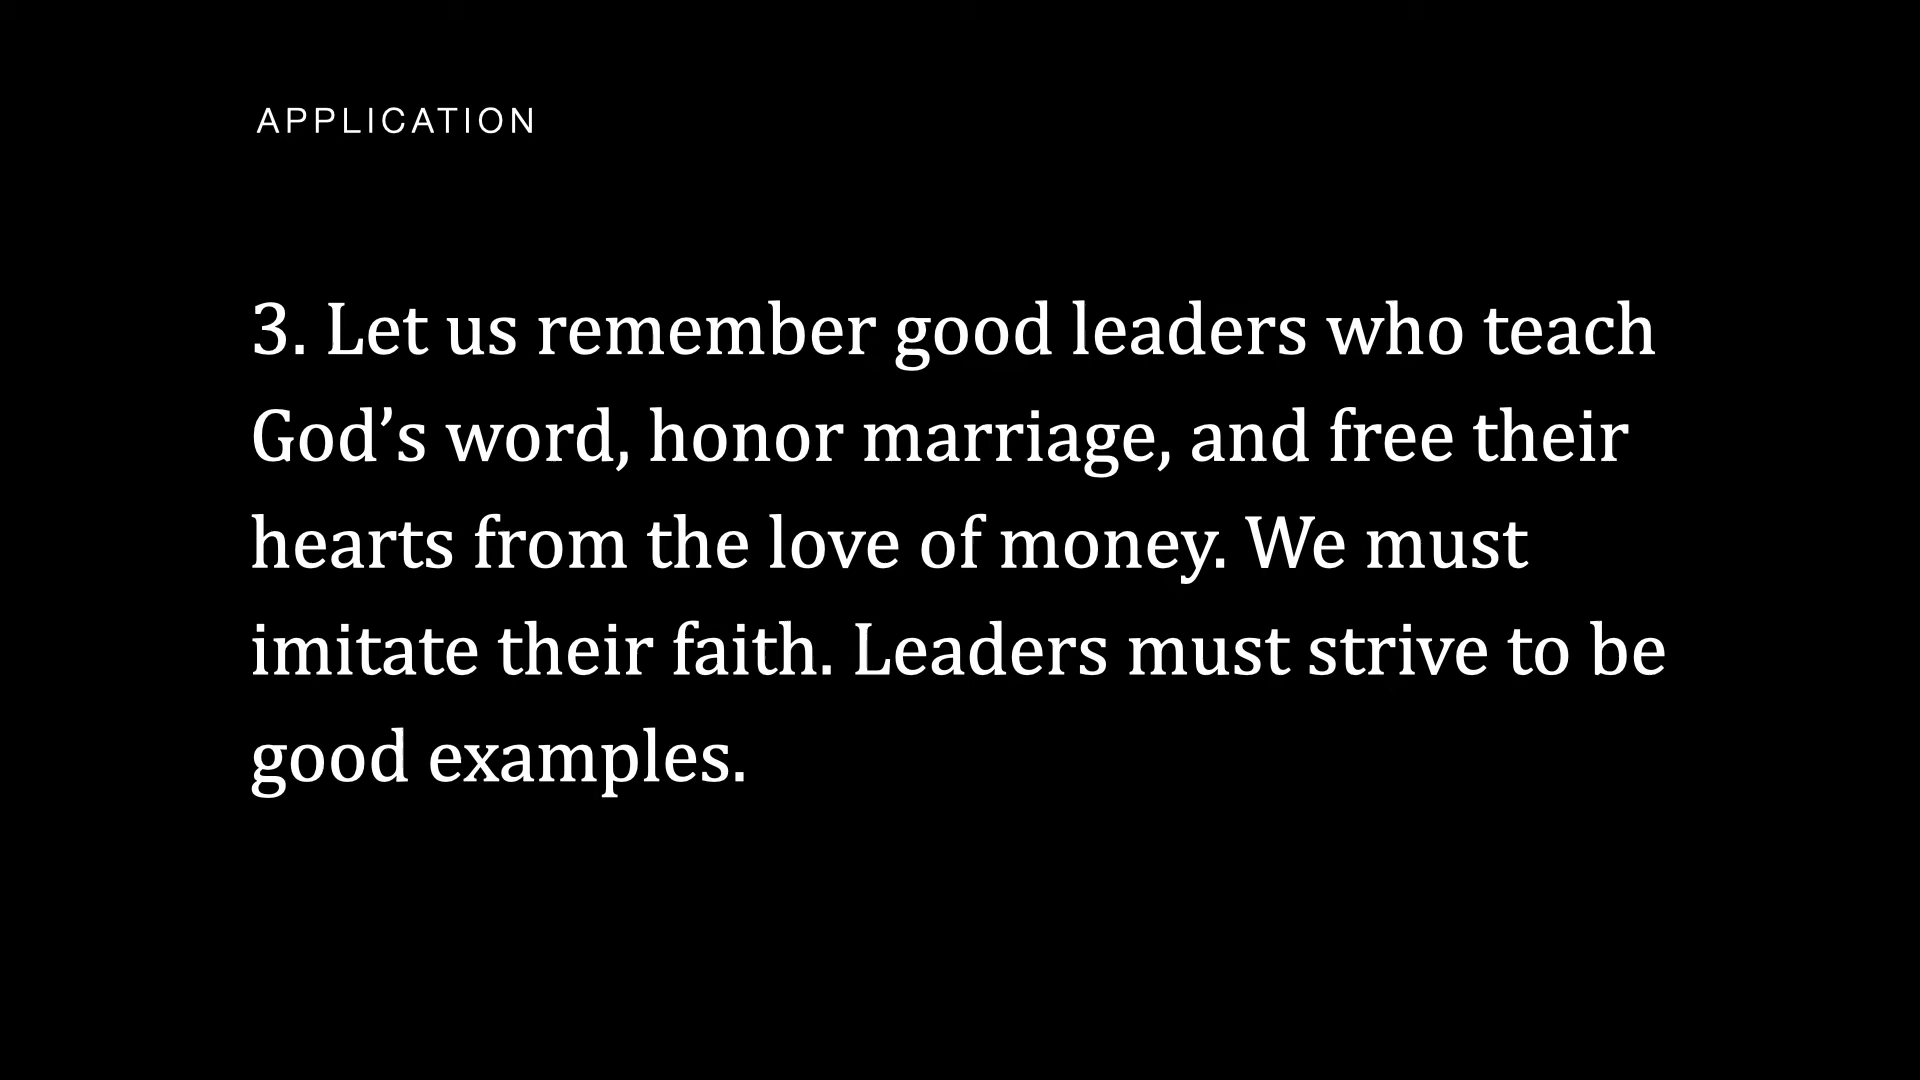 APPLICATION
3. Let us remember good leaders who teach
God’s word, honor marriage, and free their
hearts from the love of money. We must
imitate their faith. Leaders must strive to be
good examples.